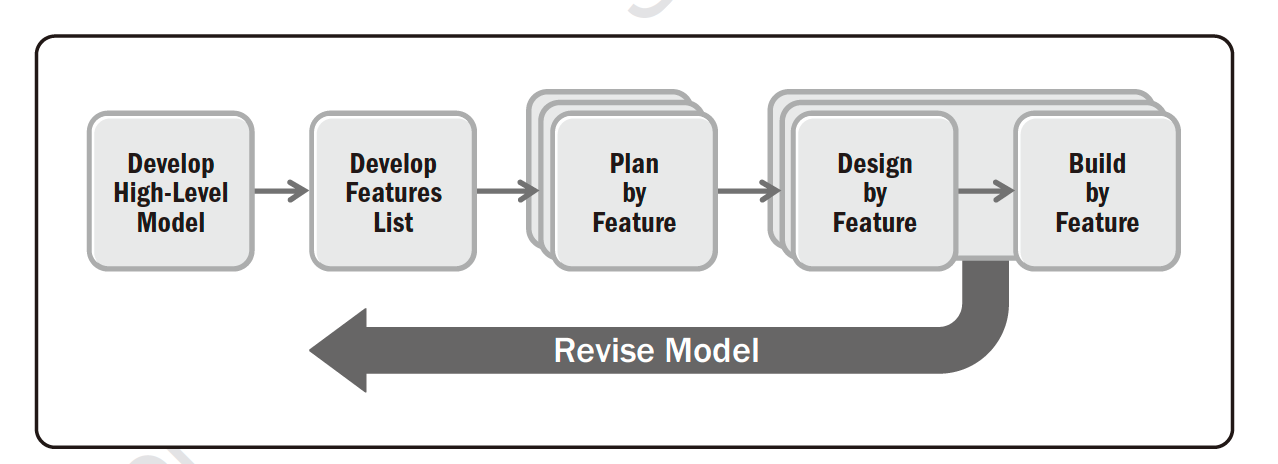 Develop
High-Level
Model
Develop
Features
List
Plan
by
Feature
Design
by
Feature
Build
by
Feature
Revise Model